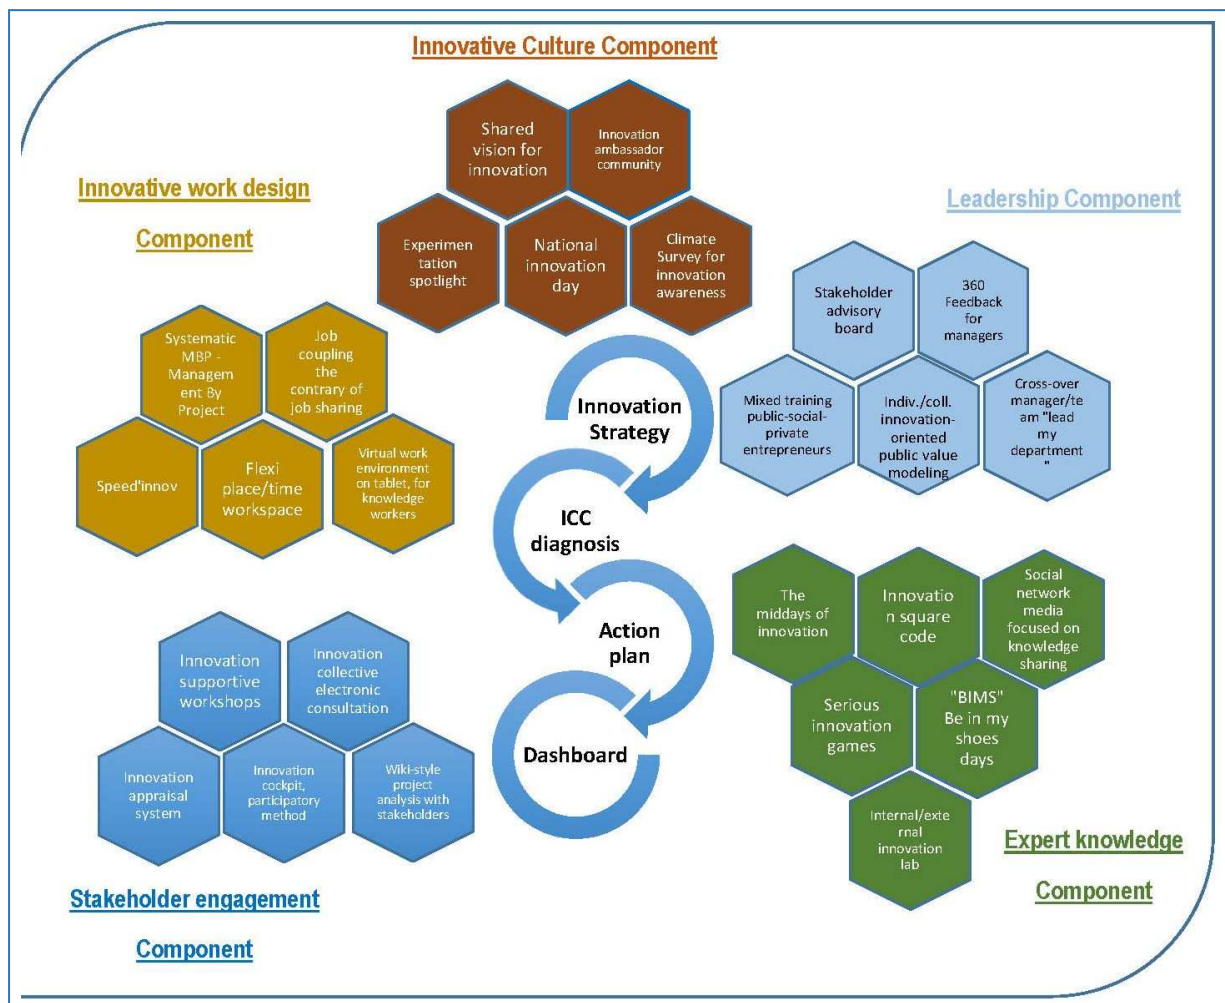 Innovative Culture Component
Shared
vision for
innovation
Innovation
ambassador
community
Experimen
tation
spotlight
National
innovation
day
Climate
Survey for
innovation
awareness
Innovative work design
Component
Systematic
MBP -
Managem
ent By
Project
Job
coupling
the
contrary of
job sharing
Speed'innov
Flexi
place/time
workspace
Virtual work
environment
on tablet, for
knowledge
workers
Leadership Component
Stakeholder
advisory
board
360
Feedback
for
managers
Mixed training
public-social-
private
entrepreneurs
Indiv./coll.
innovation-
oriented
public value
modeling
Cross-over
manager/te
am "lead
my
department
"
Innovation
Strategy
ICC
diagnosis
Action
plan
Dashboard
Innovation
supportive
workshops
Innovation
collective
electronic
consultation
Innovation
appraisal
system
Innovation
cockpit,
participatory
method
Wiki-style
project
analysis with
stakeholders
Stakeholder engagement
Component
The
middays of
innovation
Innovatio
n square
code
Social
network
media
focused on
knowledge
sharing
Serious
innovation
games
"BIMS"
Be in my
shoes
days
Internal/exte
rnal
innovation
lab
Expert knowledge
Component